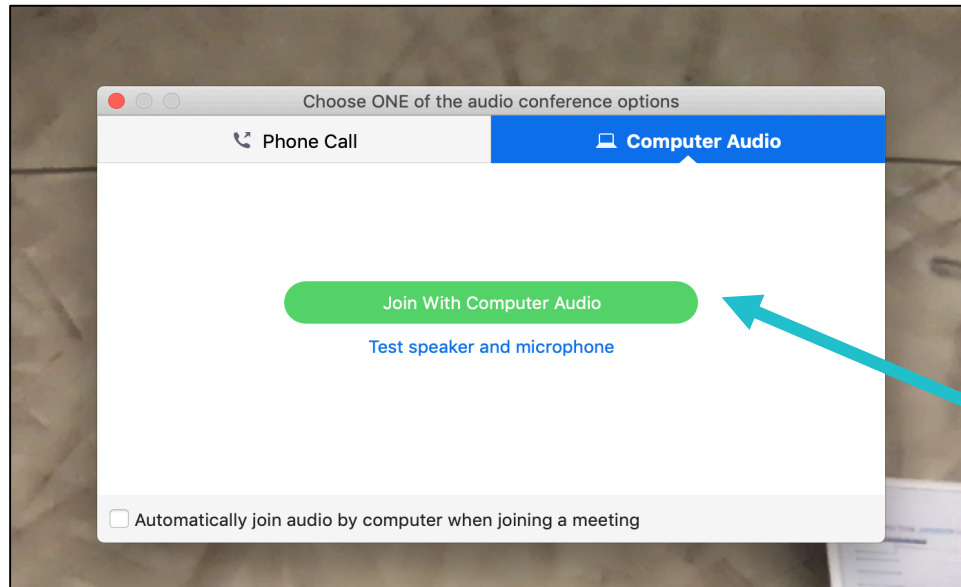 Choose ONE of the audio conference options
Phone Call
Computer Audio
Join With Computer Audio
Test speaker and microphone
Automatically join audio by computer when joining a meeting